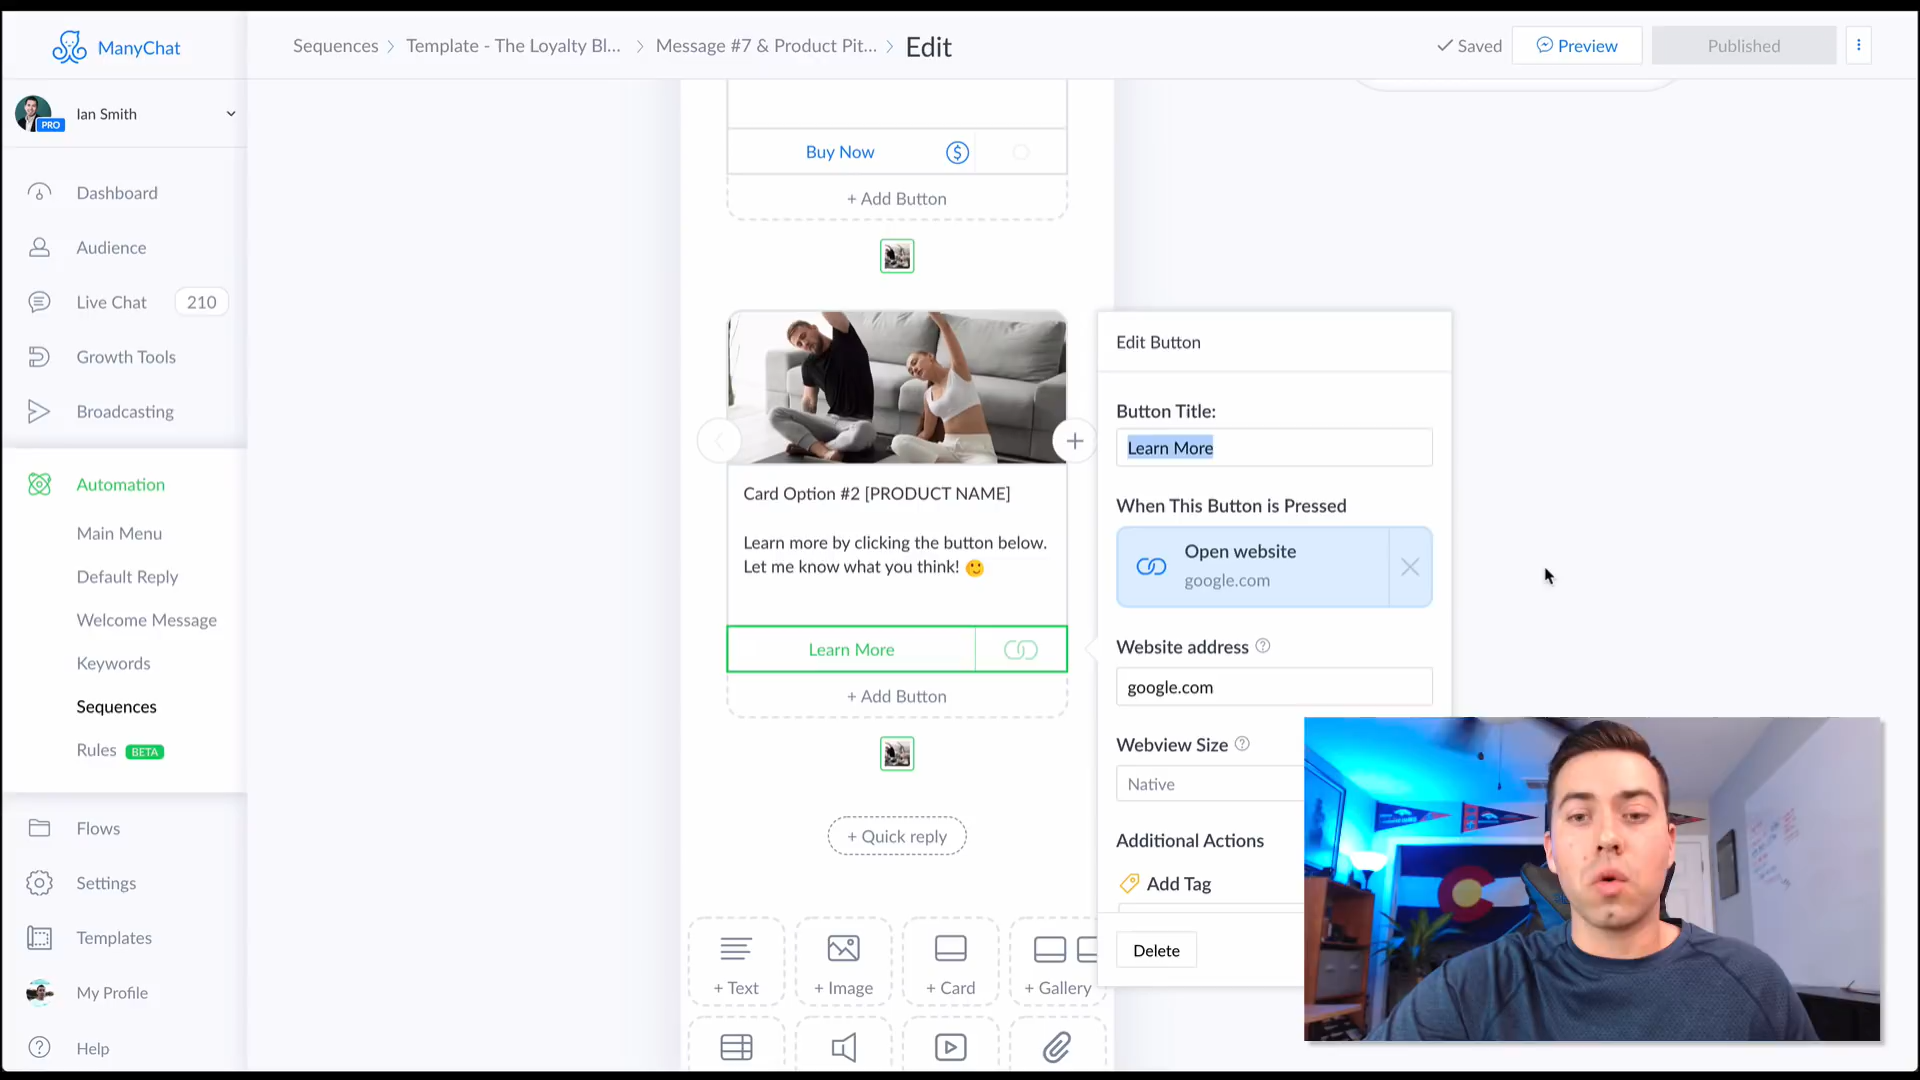 ManyChat
Sequences
Template - The Loyalty Bl...
Message #7 & Product Pit...
Edit
Saved
Preview
Published
Ian Smith
PRO
Dashboard
Audience
Live Chat 210
Growth Tools
Broadcasting
Automation
Main Menu
Default Reply
Welcome Message
Keywords
Sequences
Rules BETA
Flows
Settings
Templates
My Profile
Help
Buy Now
+ Add Button
Card Option #2 [PRODUCT NAME]
Learn more by clicking the button below.
Let me know what you think! 🙂
Learn More
+ Add Button
+ Quick reply
+ Text
+ Image
+ Card
+ Gallery
Edit Button
Button Title:
Learn More
When This Button is Pressed
Open website
google.com
Website address
google.com
Webview Size
Native
Additional Actions
Add Tag
Delete